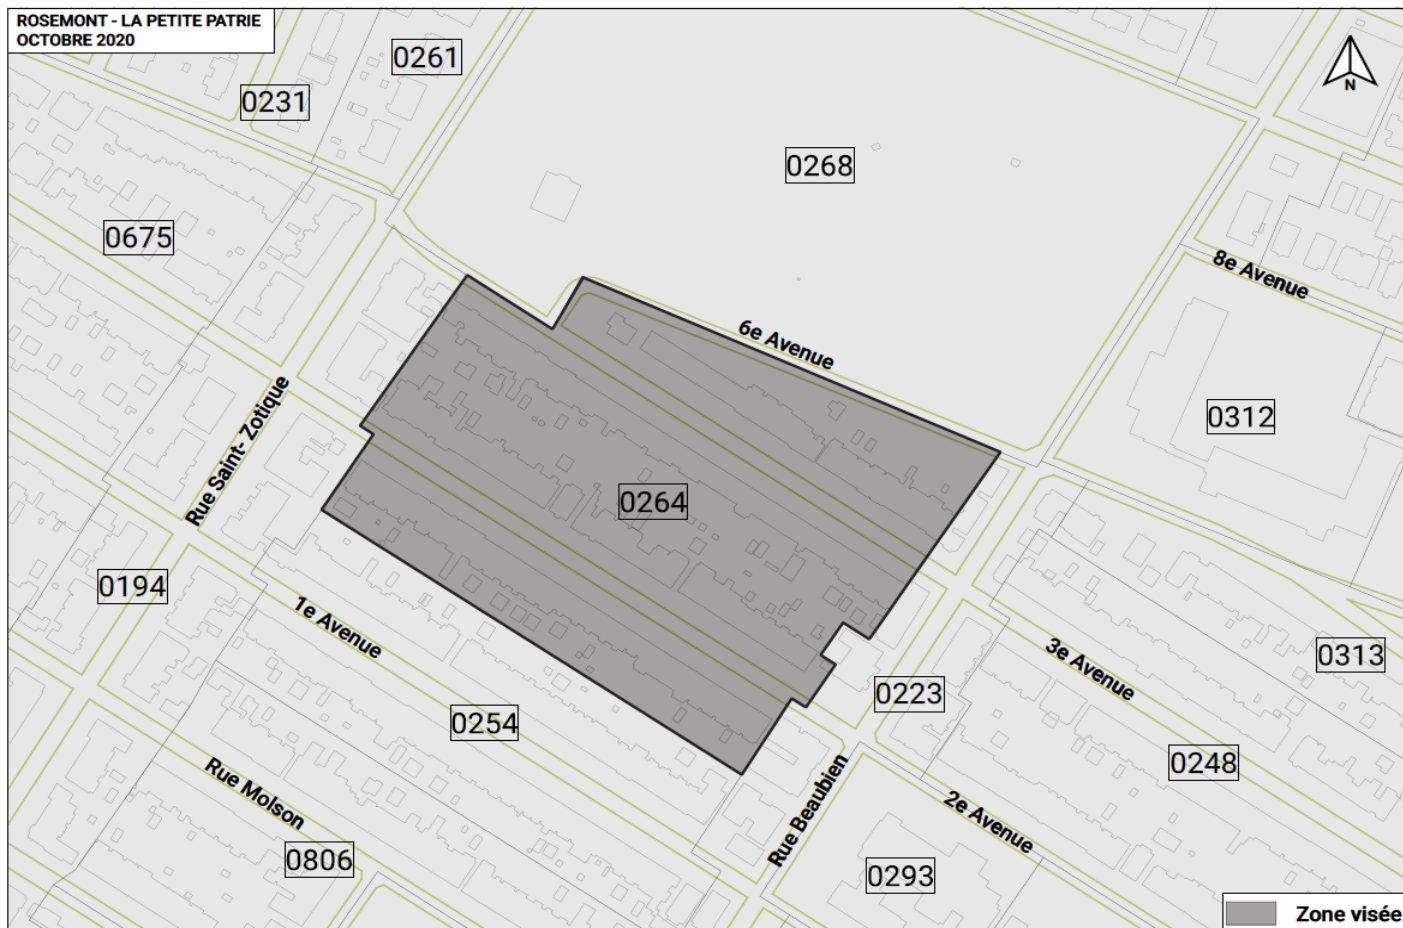 ROSEMONT - LA PETITE PATRIE
OCTOBRE 2020
0261
0231
N
0268
0675
8e Avenue
6e Avenue
0312
Rue Saint- Zotique
0264
0194
1e Avenue
0313
3e Avenue
0223
0254
0248
Rue Molson
Rue Beaubien
2e Avenue
0806
0293
Zone visée